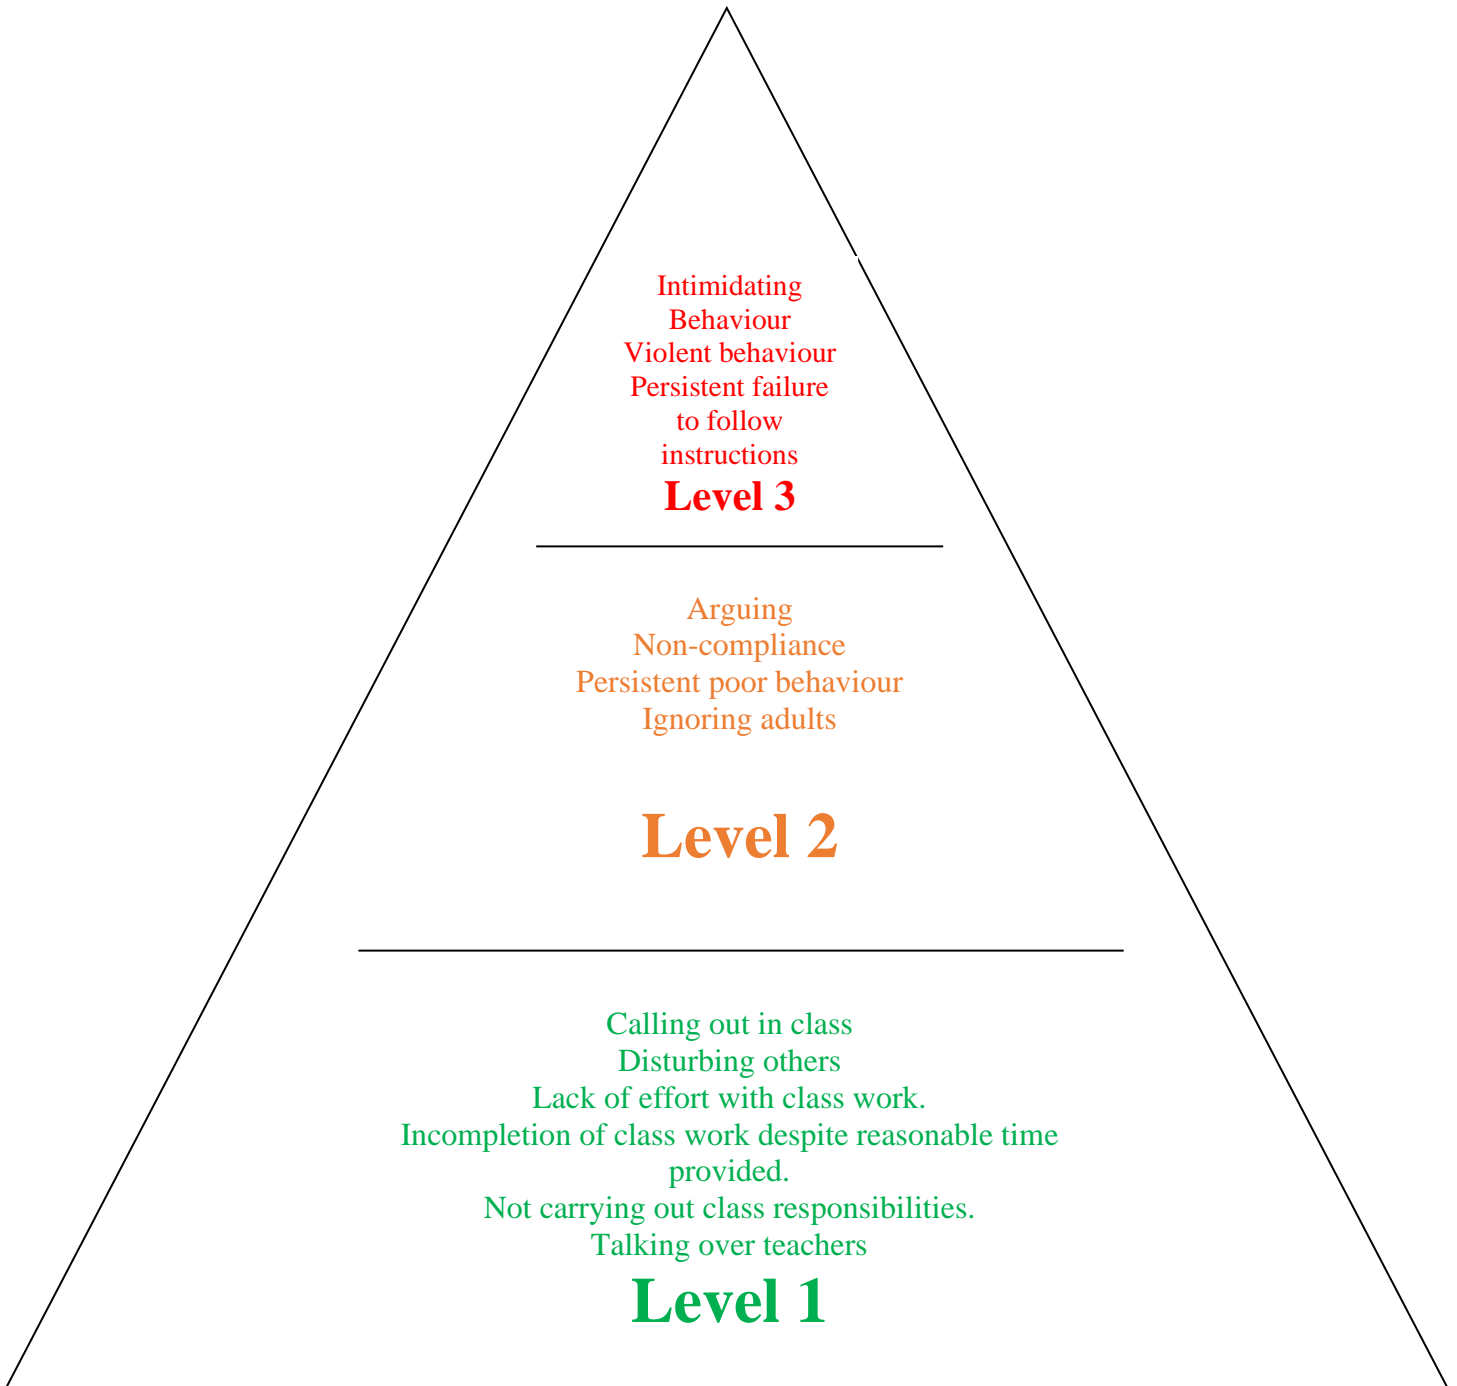 Intimidating
Behaviour
Violent behaviour
Persistent failure
to follow
instructions
Level 3
Arguing
Non-compliance
Persistent poor behaviour
Ignoring adults
Level 2
Calling out in class
Disturbing others
Lack of effort with class work.
Incompletion of class work despite reasonable time
provided.
Not carrying out class responsibilities.
Talking over teachers
Level 1